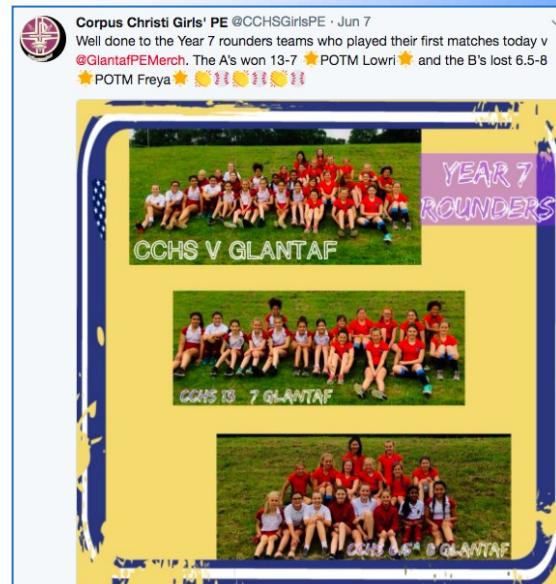 Corpus Christi Girls' PE @CCHSGirlsPE · Jun 7
Well done to the Year 7 rounders teams who played their first matches today v
@GlantafPEMerch. The A's won 13-7 🌟POTM Lowri🌟 and the B's lost 6.5-8
🌟POTM Freya🌟 👏⚾👏⚾👏⚾
YEAR 7
ROUNDERS
CCHS V GLANTAF
CCHS 13 7 GLANTAF
CCHS 8 GLANTAF